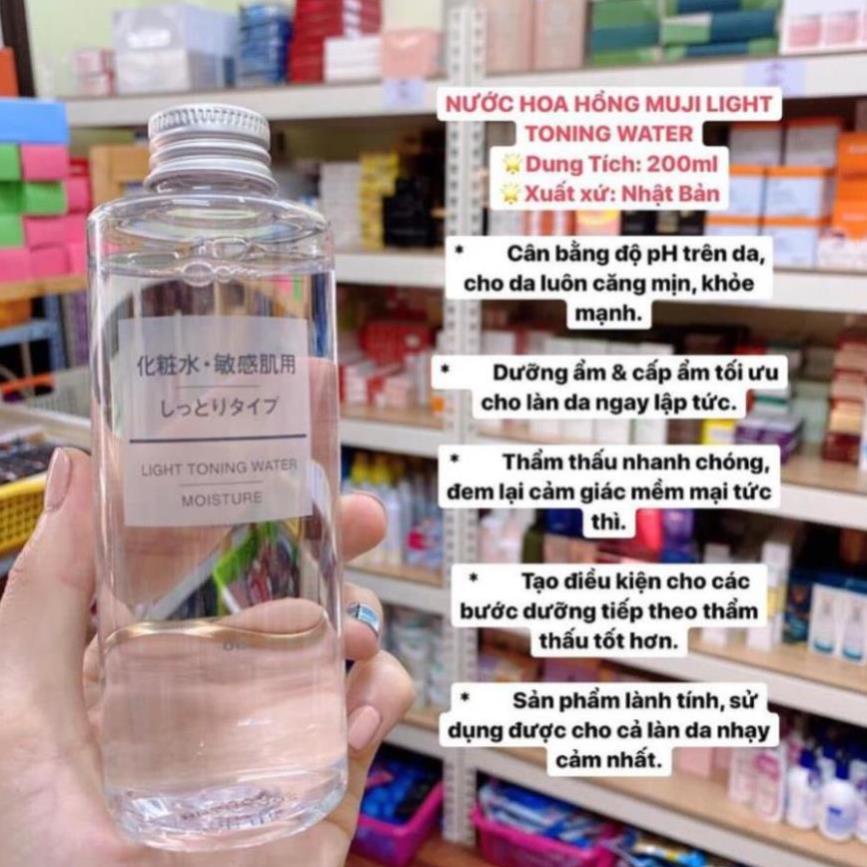 NƯỚC HOA HỒNG MUJI LIGHT
TONING WATER
🌟Dung Tích: 200ml
🌟Xuất xứ: Nhật Bản
* Cân bằng độ pH trên da,
cho da luôn căng mịn, khỏe
mạnh.
* Dưỡng ẩm & cấp ẩm tối ưu
cho làn da ngay lập tức.
* Thẩm thấu nhanh chóng,
đem lại cảm giác mềm mại tức
thì.
* Tạo điều kiện cho các
bước dưỡng tiếp theo thẩm
thấu tốt hơn.
* Sản phẩm lành tính, sử
dụng được cho cả làn da nhạy
cảm nhất.
化粧水・敏感肌用
しっとりタイプ
LIGHT TONING WATER
MOISTURE